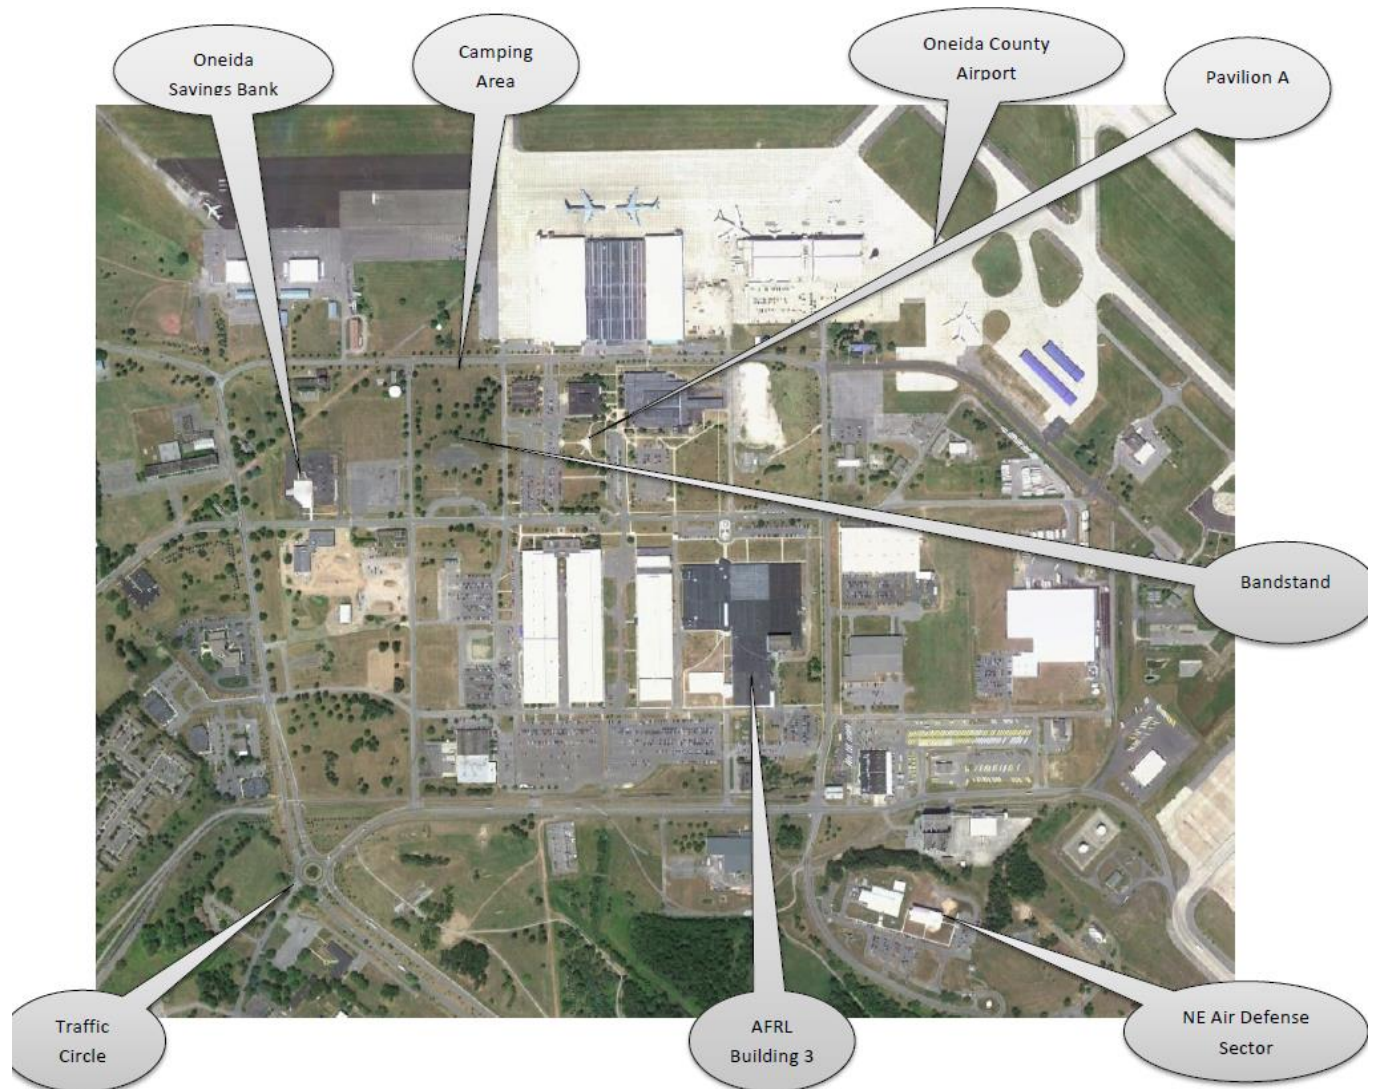 Oneida
Savings Bank
Camping
Area
Oneida County
Airport
Pavilion A
Bandstand
Traffic
Circle
AFRL
Building 3
NE Air Defense
Sector